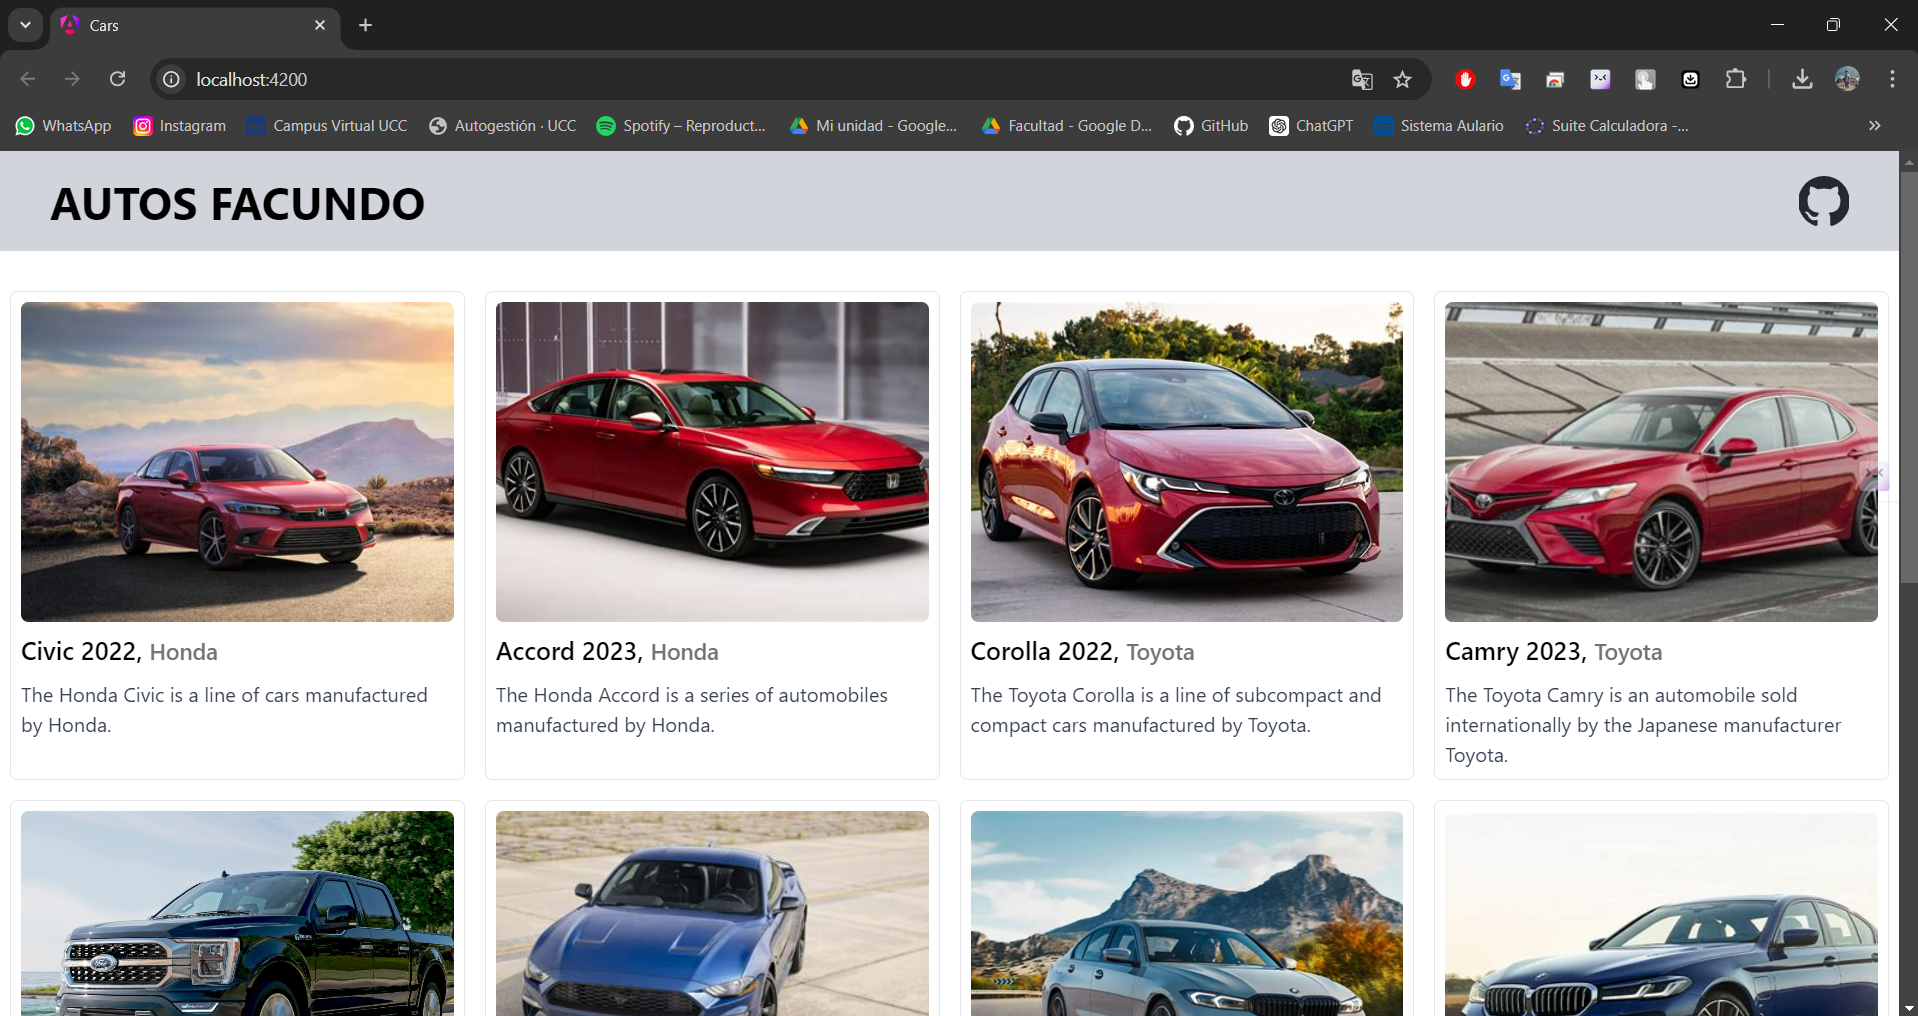 Cars
localhost:4200
WhatsApp
Instagram
Campus Virtual UCC
Autogestión · UCC
Spotify – Reproduct...
Mi unidad - Google...
Facultad - Google D...
GitHub
ChatGPT
Sistema Aulario
Suite Calculadora -...
AUTOS FACUNDO
Civic 2022, Honda
The Honda Civic is a line of cars manufactured
by Honda.
Accord 2023, Honda
The Honda Accord is a series of automobiles
manufactured by Honda.
Corolla 2022, Toyota
The Toyota Corolla is a line of subcompact and
compact cars manufactured by Toyota.
Camry 2023, Toyota
The Toyota Camry is an automobile sold
internationally by the Japanese manufacturer
Toyota.
Ford